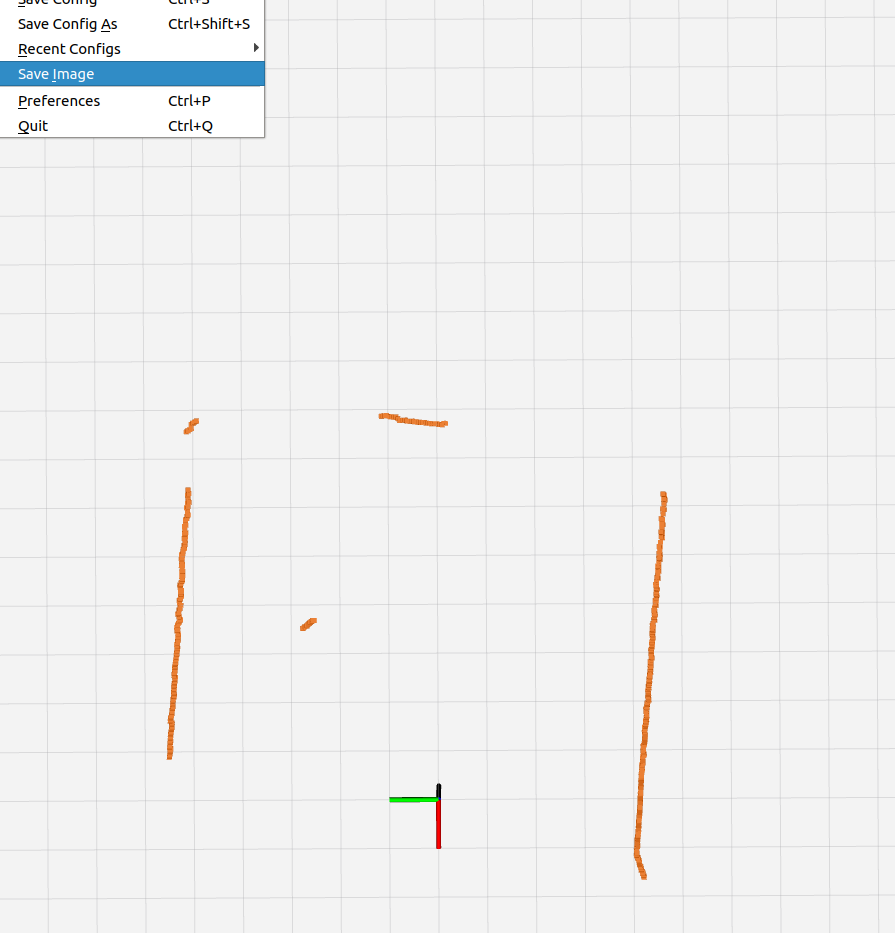 Save Config Ctrl+S
Save Config As Ctrl+Shift+S
Recent Configs
Save Image
Preferences Ctrl+P
Quit Ctrl+Q